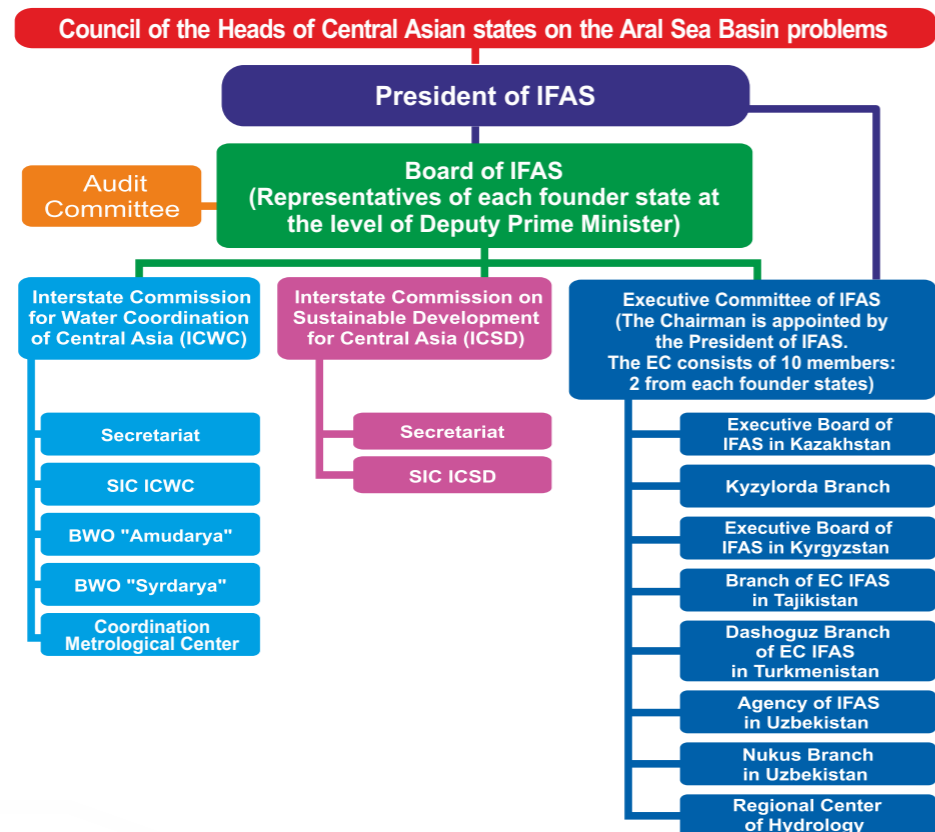 Council of the Heads of Central Asian states on the Aral Sea Basin problems
President of IFAS
Audit
Committee
Board of IFAS
(Representatives of each founder state at
the level of Deputy Prime Minister)
Interstate Commission
for Water Coordination
of Central Asia (ICWC)
Secretariat
SIC ICWC
BWO "Amudarya"
BWO "Syrdarya"
Coordination
Metrological Center
Interstate Commission on
Sustainable Development
for Central Asia (ICSD)
Secretariat
SIC ICSD
Executive Committee of IFAS
(The Chairman is appointed by
the President of IFAS.
The EC consists of 10 members:
2 from each founder states)
Executive Board of
IFAS in Kazakhstan
Kyzylorda Branch
Executive Board of
IFAS in Kyrgyzstan
Branch of EC IFAS
in Tajikistan
Dashoguz Branch
of EC IFAS
in Turkmenistan
Agency of IFAS
in Uzbekistan
Nukus Branch
in Uzbekistan
Regional Center
of Hydrology